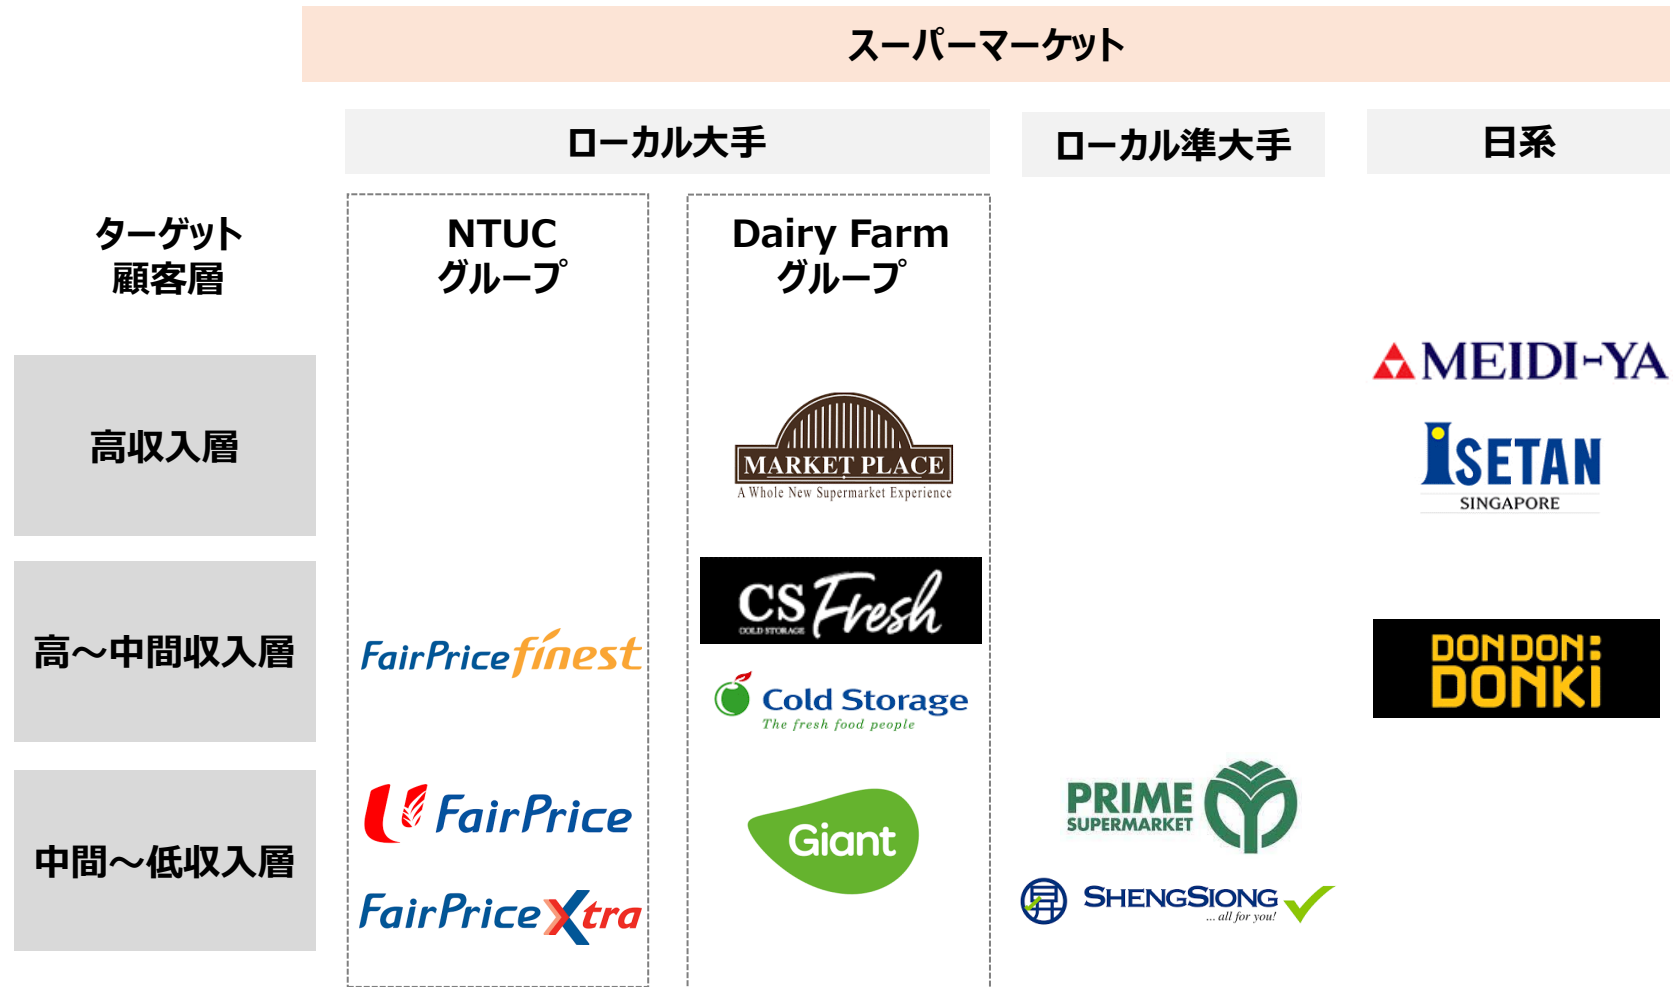 スーパーマーケット
ローカル大手
ローカル準大手
日系
ターゲット
顧客層
NTUC
グループ
Dairy Farm
グループ
高収入層
MARKET PLACE
A Whole New Supermarket Experience
MEIDI-YA
ISETAN
SINGAPORE
高～中間収入層
FairPrice finest
CS Fresh
COLD STORAGE
Cold Storage
The fresh food people
DON DON:
DONKI
中間～低収入層
FairPrice
FairPrice Xtra
Giant
PRIME
SUPERMARKET
昇 SHENG SIONG
... all for you!